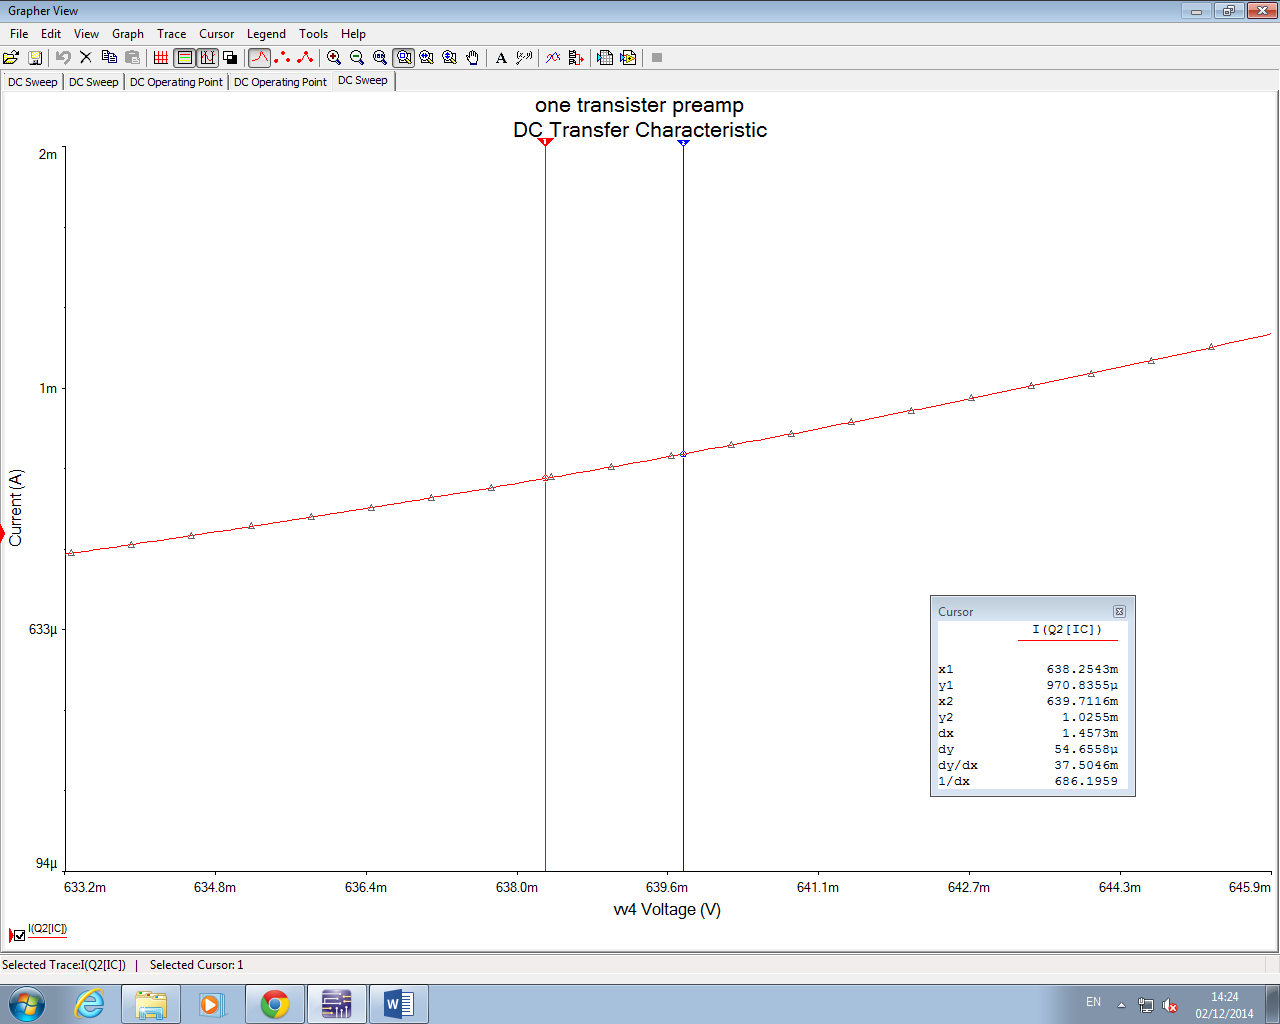 Grapher View
File Edit View Graph Trace Cursor Legend Tools Help
DC Sweep DC Sweep DC Operating Point DC Operating Point DC Sweep
one transister preamp
DC Transfer Characteristic
2m
1m
633µ
94µ
Current (A)
633.2m 634.8m 636.4m 638.0m 639.6m 641.1m 642.7m 644.3m 645.9m
vv4 Voltage (V)
Cursor
I(Q2[IC])
x1 638.2543m
y1 970.8355µ
x2 639.7116m
y2 1.0255m
dx 1.4573m
dy 54.6558µ
dy/dx 37.5046m
1/dx 686.1959
I(Q2[IC])
Selected Trace:I(Q2[IC]) | Selected Cursor: 1
EN
14:24
02/12/2014